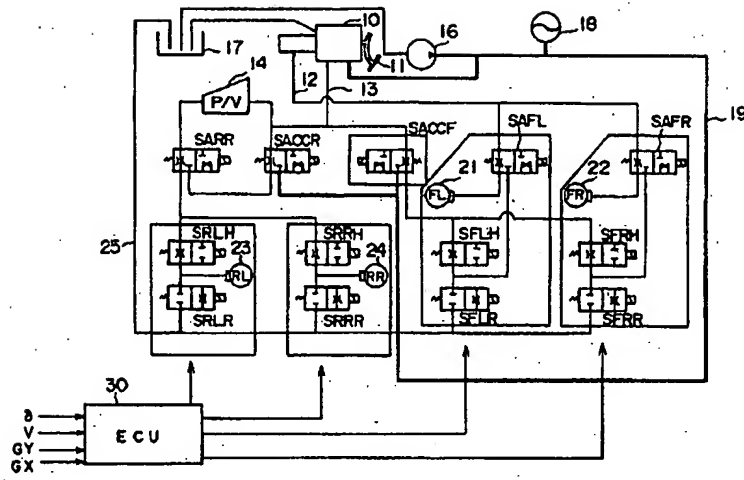 10
16
18
17
14
11
12
13
19
P/V
SARR
SACCR
SACCF
SAFL
SAFR
21
22
FL
FR
25
SRLH
23
SRRH
24
SFLH
SFRH
RL
RR
SRLR
SRRR
SFLR
SFRR
30
ECU
δ
V
GY
GX